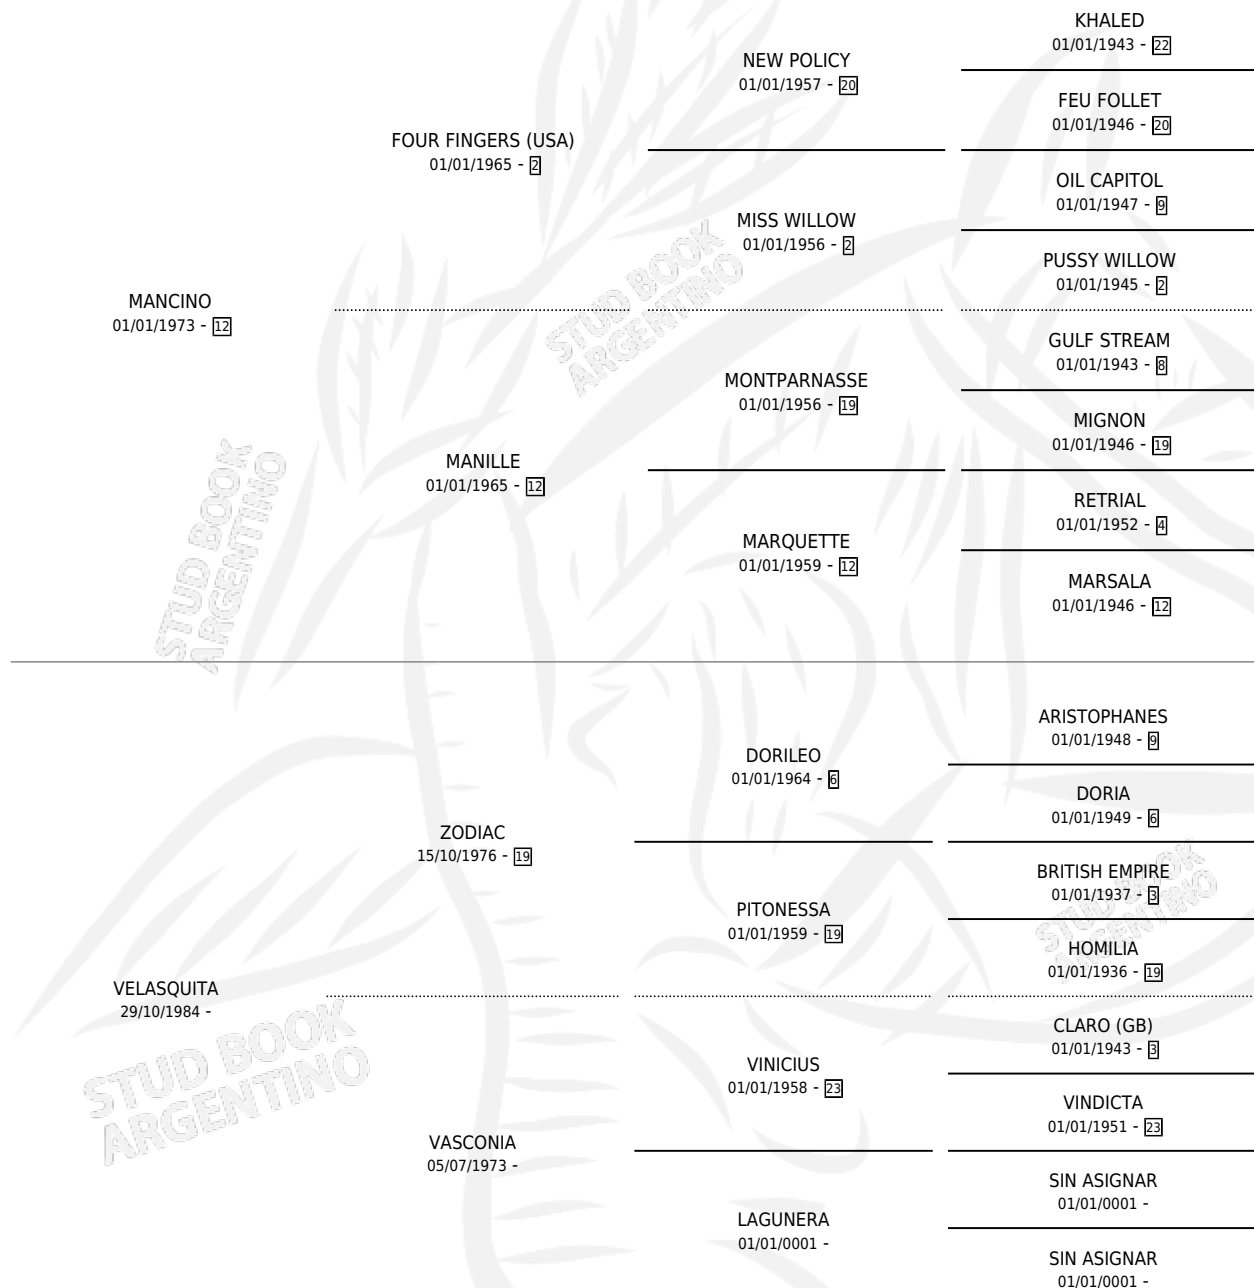 KHALED
01/01/1943 - 22
NEW POLICY
01/01/1957 - 20
FEU FOLLET
01/01/1946 - 20
FOUR FINGERS (USA)
01/01/1965 - 2
OIL CAPITOL
01/01/1947 - 9
MISS WILLOW
01/01/1956 - 2
PUSSY WILLOW
01/01/1945 - 2
MANCINO
01/01/1973 - 12
GULF STREAM
01/01/1943 - 8
MONTPARNASSE
01/01/1956 - 19
MIGNON
01/01/1946 - 19
MANILLE
01/01/1965 - 12
RETRIAL
01/01/1952 - 4
MARQUETTE
01/01/1959 - 12
MARSALA
01/01/1946 - 12
ARISTOPHANES
01/01/1948 - 9
DORILEO
01/01/1964 - 6
DORIA
01/01/1949 - 6
ZODIAC
15/10/1976 - 19
BRITISH EMPIRE
01/01/1937 - 3
PITONESSA
01/01/1959 - 19
HOMILIA
01/01/1936 - 19
VELASQUITA
29/10/1984 -
CLARO (GB)
01/01/1943 - 3
VINICIUS
01/01/1958 - 23
VINDICTA
01/01/1951 - 23
VASCONIA
05/07/1973 -
SIN ASIGNAR
01/01/0001 -
LAGUNERA
01/01/0001 -
SIN ASIGNAR
01/01/0001 -
STUD BOOK
ARGENTINO
STUD BOOK
ARGENTINO
STUD BOOK
ARGENTINO
STUD BOOK
ARGENTINO